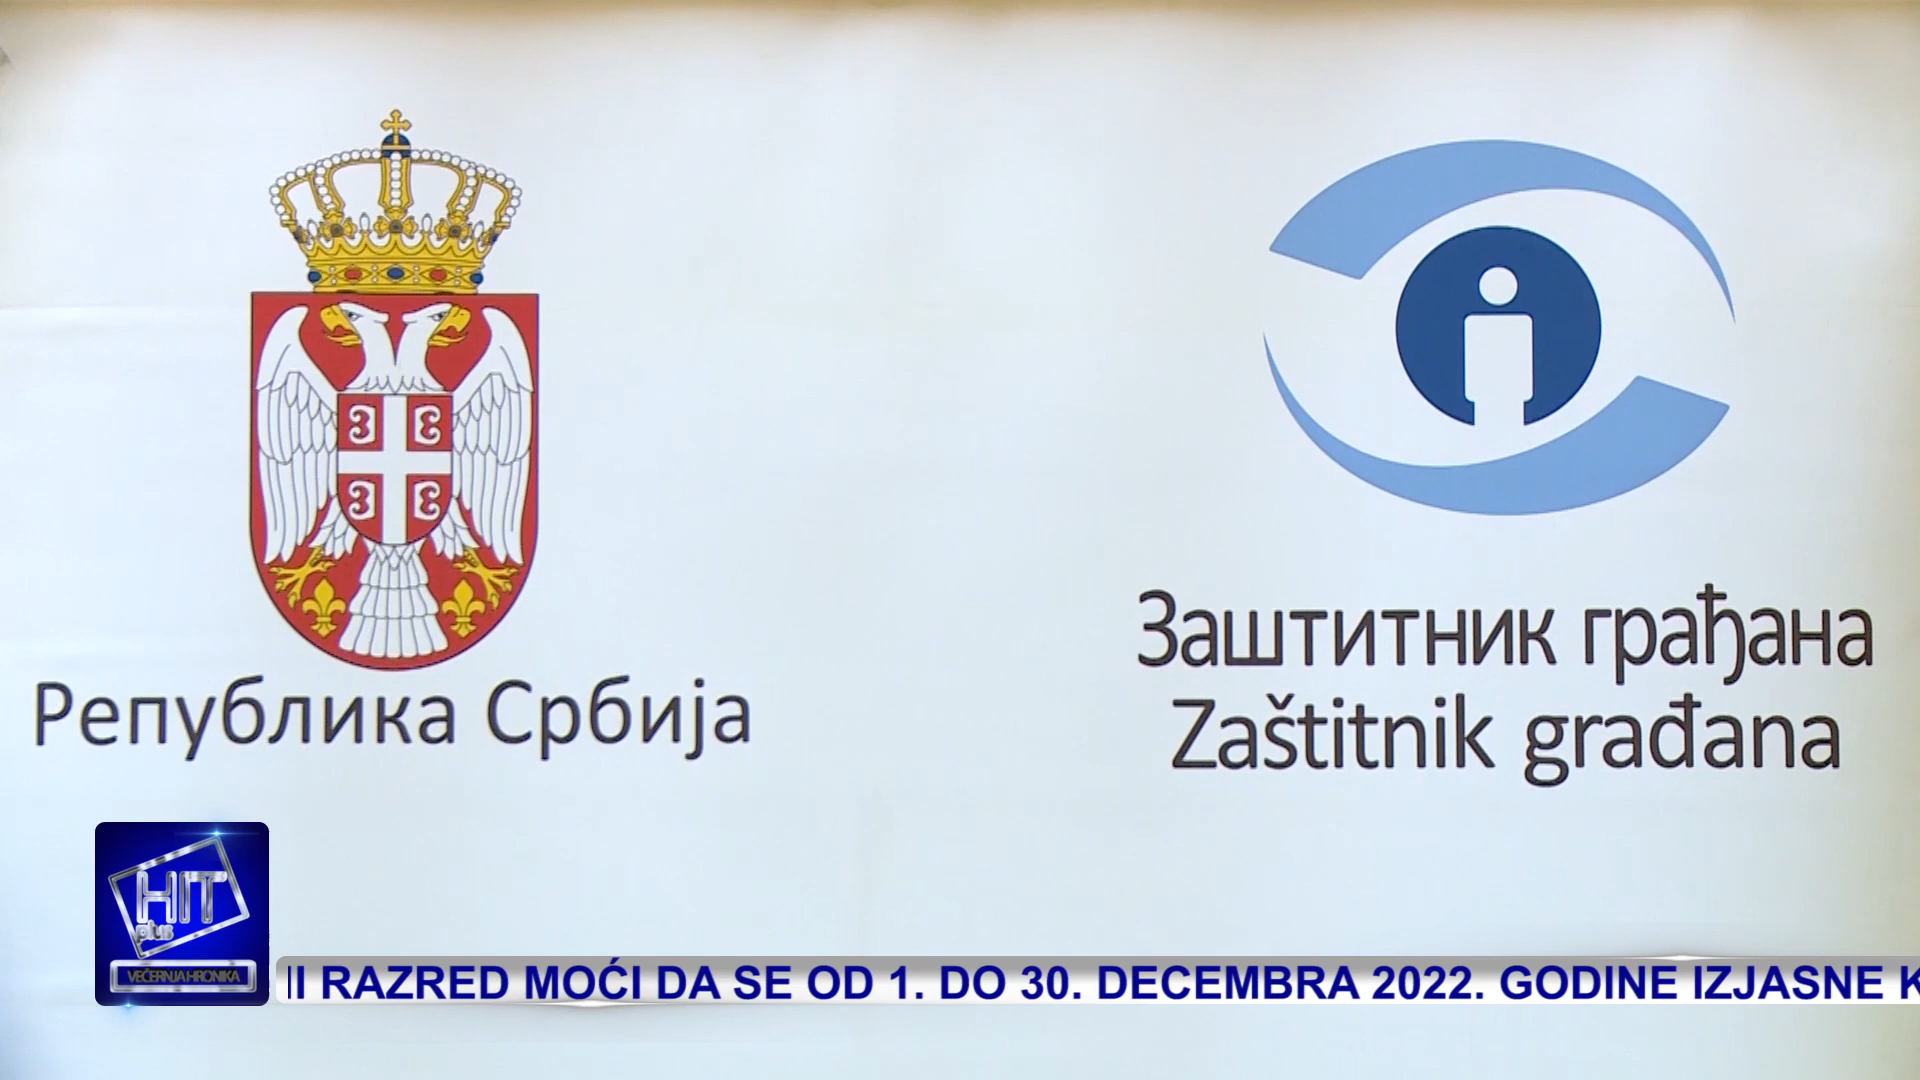 Република Србија
Заштитник грађана
Zaštitnik građana
HIT
plus
VEČERNJA HRONIKA
II RAZRED MOĆI DA SE OD 1. DO 30. DECEMBRA 2022. GODINE IZJASNE K